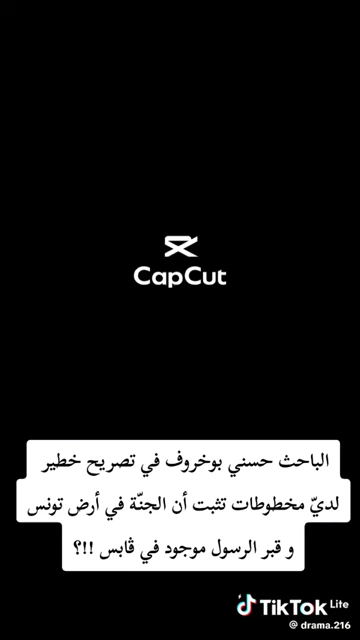 CapCut
الباحث حسني بوخروف في تصريح خطير
لديّ مخطوطات تثبت أن الجنّة في أرض تونس
و قبر الرسول موجود في ڨابس !!؟
TikTok Lite
@ drama.216